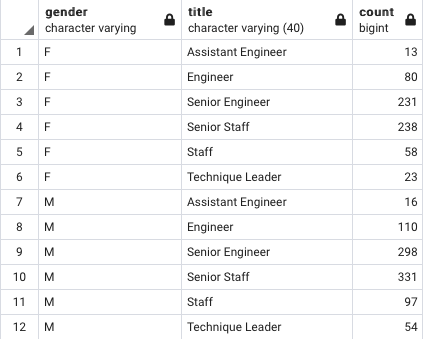 gender title count
character varying character varying (40) bigint
1 F Assistant Engineer 13
2 F Engineer 80
3 F Senior Engineer 231
4 F Senior Staff 238
5 F Staff 58
6 F Technique Leader 23
7 M Assistant Engineer 16
8 M Engineer 110
9 M Senior Engineer 298
10 M Senior Staff 331
11 M Staff 97
12 M Technique Leader 54